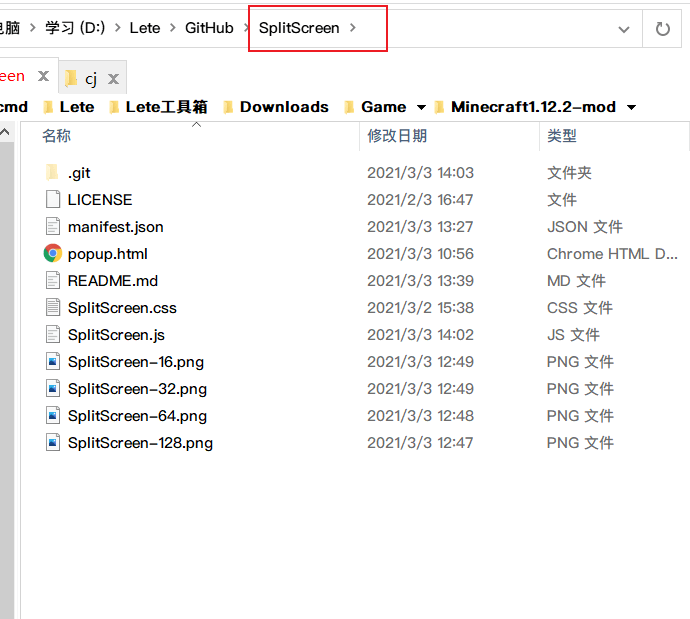 电脑 > 学习 (D:) > Lete > GitHub > SplitScreen >
een cj
cmd Lete Lete工具箱 Downloads Game Minecraft1.12.2-mod
名称 修改日期 类型
.git 2021/3/3 14:03 文件夹
LICENSE 2021/2/3 16:47 文件
manifest.json 2021/3/3 13:27 JSON 文件
popup.html 2021/3/3 10:56 Chrome HTML D...
README.md 2021/3/3 13:39 MD 文件
SplitScreen.css 2021/3/2 15:38 CSS 文件
SplitScreen.js 2021/3/3 14:02 JS 文件
SplitScreen-16.png 2021/3/3 12:49 PNG 文件
SplitScreen-32.png 2021/3/3 12:49 PNG 文件
SplitScreen-64.png 2021/3/3 12:48 PNG 文件
SplitScreen-128.png 2021/3/3 12:47 PNG 文件